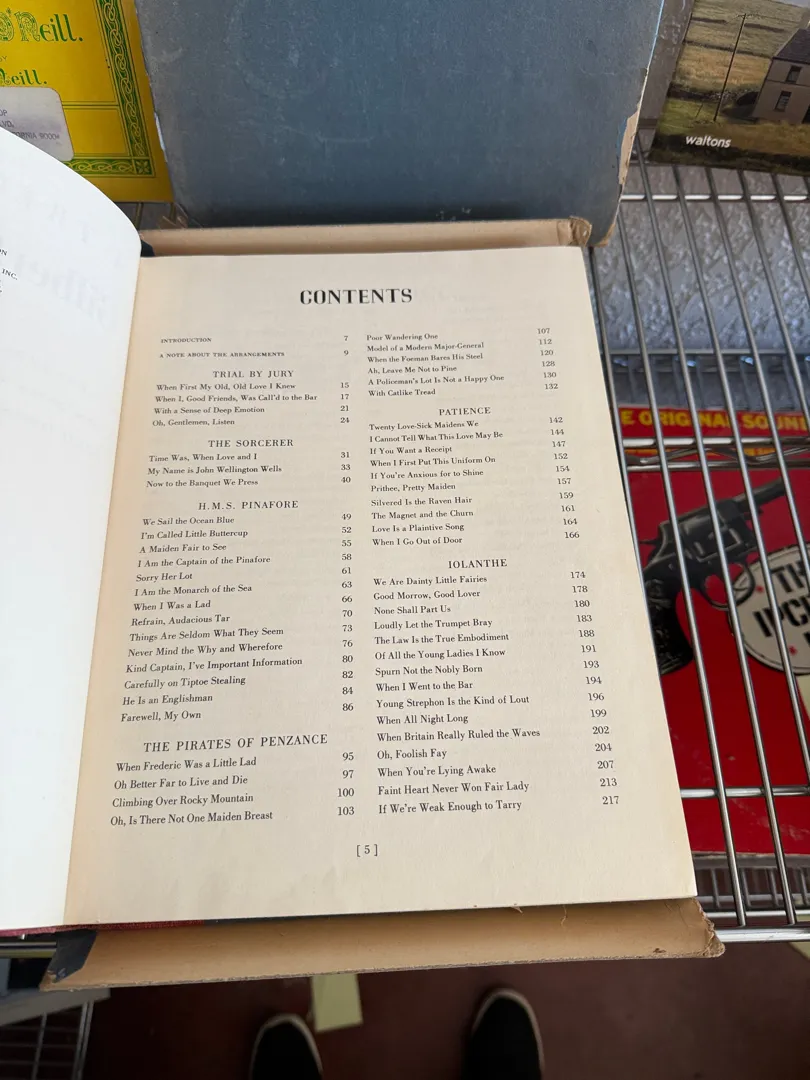 O'Neill.
BY
Neill.
OP
LVD.
ORNIA 9000
waltons
ON
INC.
CONTENTS
INTRODUCTION 7
A NOTE ABOUT THE ARRANGEMENTS 9
TRIAL BY JURY
When First My Old, Old Love I Knew 15
When I, Good Friends, Was Call'd to the Bar 17
With a Sense of Deep Emotion 21
Oh, Gentlemen, Listen 24
THE SORCERER
Time Was, When Love and I 31
My Name is John Wellington Wells 33
Now to the Banquet We Press 40
H.M.S. PINAFORE
We Sail the Ocean Blue 49
I'm Called Little Buttercup 52
A Maiden Fair to See 55
I Am the Captain of the Pinafore 58
Sorry Her Lot 61
I Am the Monarch of the Sea 63
When I Was a Lad 66
Refrain, Audacious Tar 70
Things Are Seldom What They Seem 73
Never Mind the Why and Wherefore 76
Kind Captain, I've Important Information 80
Carefully on Tiptoe Stealing 82
He Is an Englishman 84
Farewell, My Own 86
THE PIRATES OF PENZANCE
When Frederic Was a Little Lad 95
Oh Better Far to Live and Die 97
Climbing Over Rocky Mountain 100
Oh, Is There Not One Maiden Breast 103
Poor Wandering One 107
Model of a Modern Major-General 112
When the Foeman Bares His Steel 120
Ah, Leave Me Not to Pine 128
A Policeman's Lot Is Not a Happy One 130
With Catlike Tread 132
PATIENCE
Twenty Love-Sick Maidens We 142
I Cannot Tell What This Love May Be 144
If You Want a Receipt 147
When I First Put This Uniform On 152
If You're Anxious for to Shine 154
Prithee, Pretty Maiden 157
Silvered Is the Raven Hair 159
The Magnet and the Churn 161
Love Is a Plaintive Song 164
When I Go Out of Door 166
IOLANTHE
We Are Dainty Little Fairies 174
Good Morrow, Good Lover 178
None Shall Part Us 180
Loudly Let the Trumpet Bray 183
The Law Is the True Embodiment 188
Of All the Young Ladies I Know 191
Spurn Not the Nobly Born 193
When I Went to the Bar 194
Young Strephon Is the Kind of Lout 196
When All Night Long 199
When Britain Really Ruled the Waves 202
Oh, Foolish Fay 204
When You're Lying Awake 207
Faint Heart Never Won Fair Lady 213
If We're Weak Enough to Tarry 217
[ 5 ]
E ORIGINAL SOUN
TH
IPC